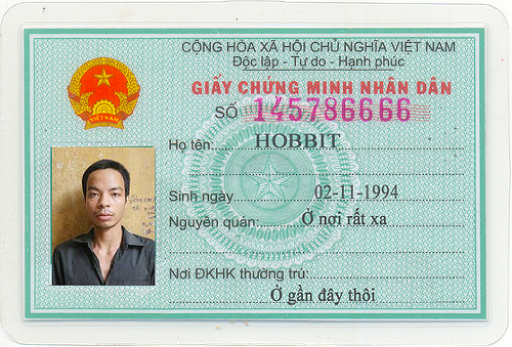 CỘNG HÒA XÃ HỘI CHỦ NGHĨA VIỆT NAM
Độc lập - Tự do - Hạnh phúc
GIẤY CHỨNG MINH NHÂN DÂN
SỐ 145786666
Họ tên: HOBBIT
Sinh ngày 02-11-1994
Nguyên quán: Ở nơi rất xa
Nơi ĐKHK thường trú:
Ở gần đây thôi
VIỆT NAM